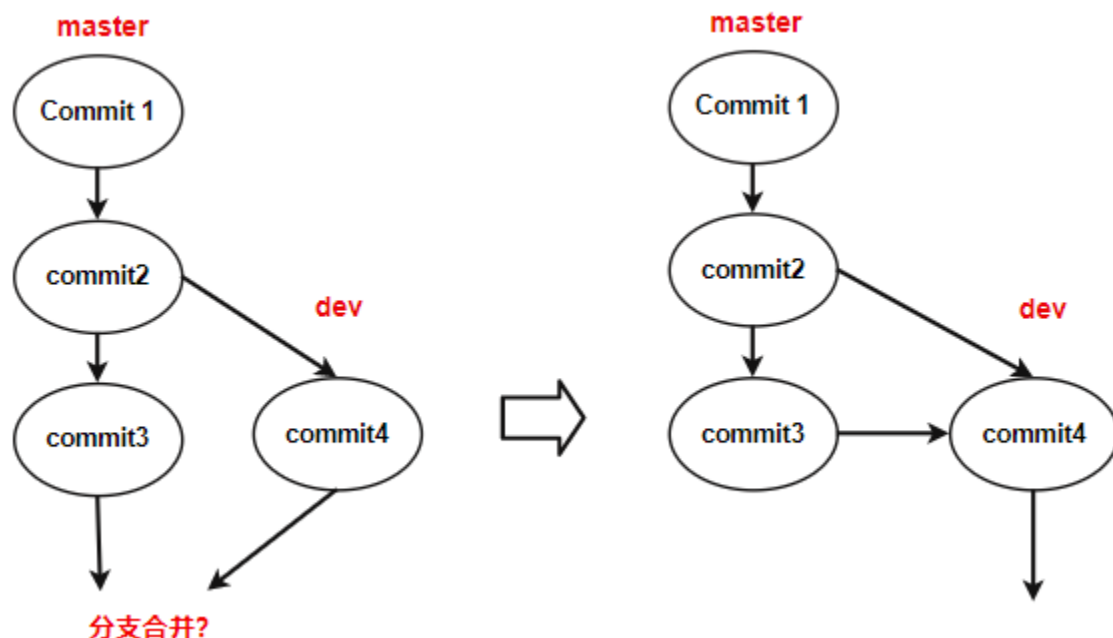 master
Commit 1
commit2
dev
commit3
commit4
分支合并?
master
Commit 1
commit2
dev
commit3
commit4